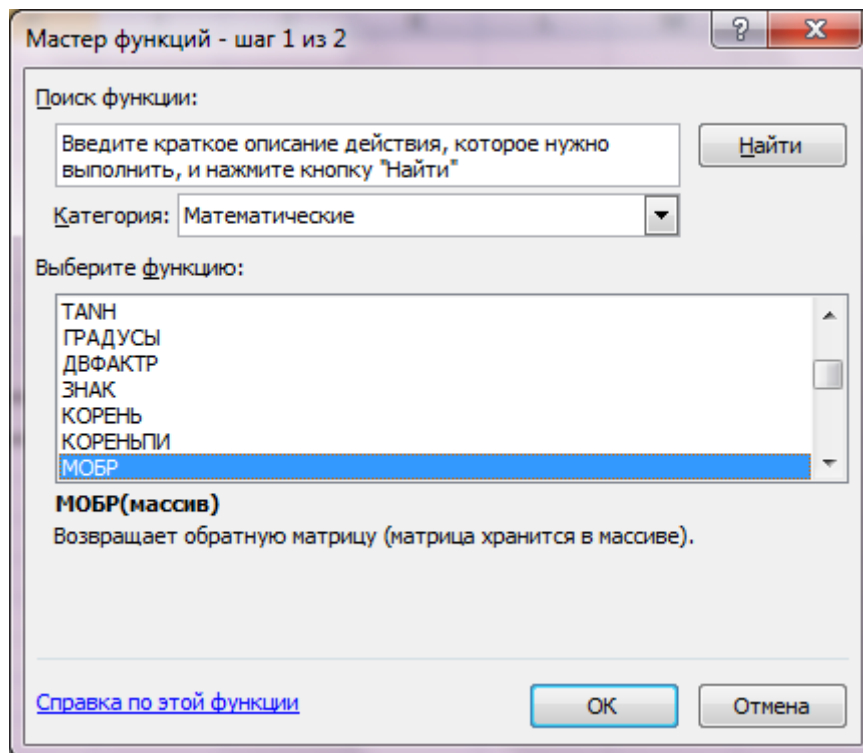 Мастер функций - шаг 1 из 2
Поиск функции:
Введите краткое описание действия, которое нужно
выполнить, и нажмите кнопку "Найти"
Найти
Категория: Математические
Выберите функцию:
TANH
ГРАДУСЫ
ДВФАКТР
ЗНАК
КОРЕНЬ
КОРЕНЬПИ
МОБР
МОБР(массив)
Возвращает обратную матрицу (матрица хранится в массиве).
Справка по этой функции
ОК
Отмена